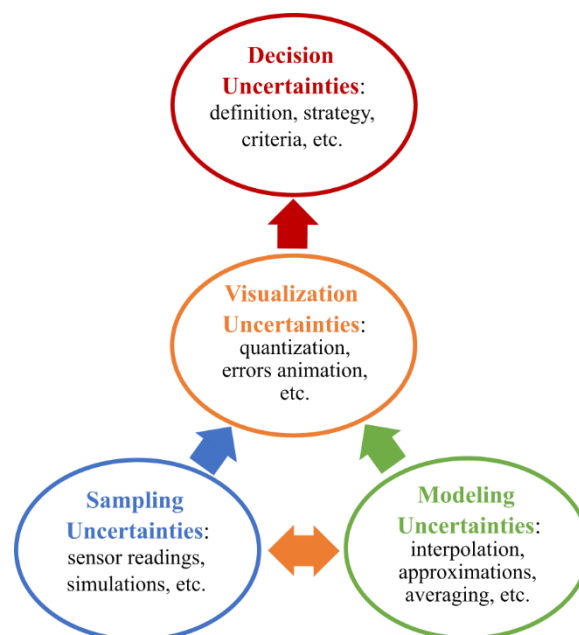 Decision
Uncertainties:
definition, strategy,
criteria, etc.
Visualization
Uncertainties:
quantization,
errors animation,
etc.
Sampling
Uncertainties:
sensor readings,
simulations, etc.
Modeling
Uncertainties:
interpolation,
approximations,
averaging, etc.